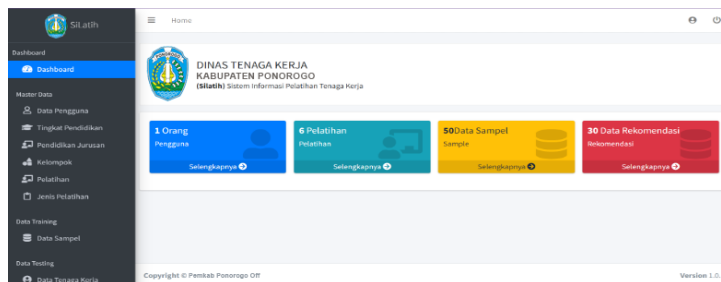 SiLatih
Home
Dashboard
Dashboard
Master Data
Data Pengguna
Tingkat Pendidikan
Pendidikan Jurusan
Kelompok
Pelatihan
Jenis Pelatihan
Data Training
Data Sampel
Data Testing
Data Tenaga Kerja
DINAS TENAGA KERJA
KABUPATEN PONOROGO
(Silatih) Sistem Informasi Pelatihan Tenaga Kerja
1 Orang
Pengguna
Selengkapnya
6 Pelatihan
Pelatihan
Selengkapnya
50Data Sampel
Sample
Selengkapnya
30 Data Rekomendasi
Rekomendasi
Selengkapnya
Copyright © Pemkab Ponorogo Off
Version 1.0.